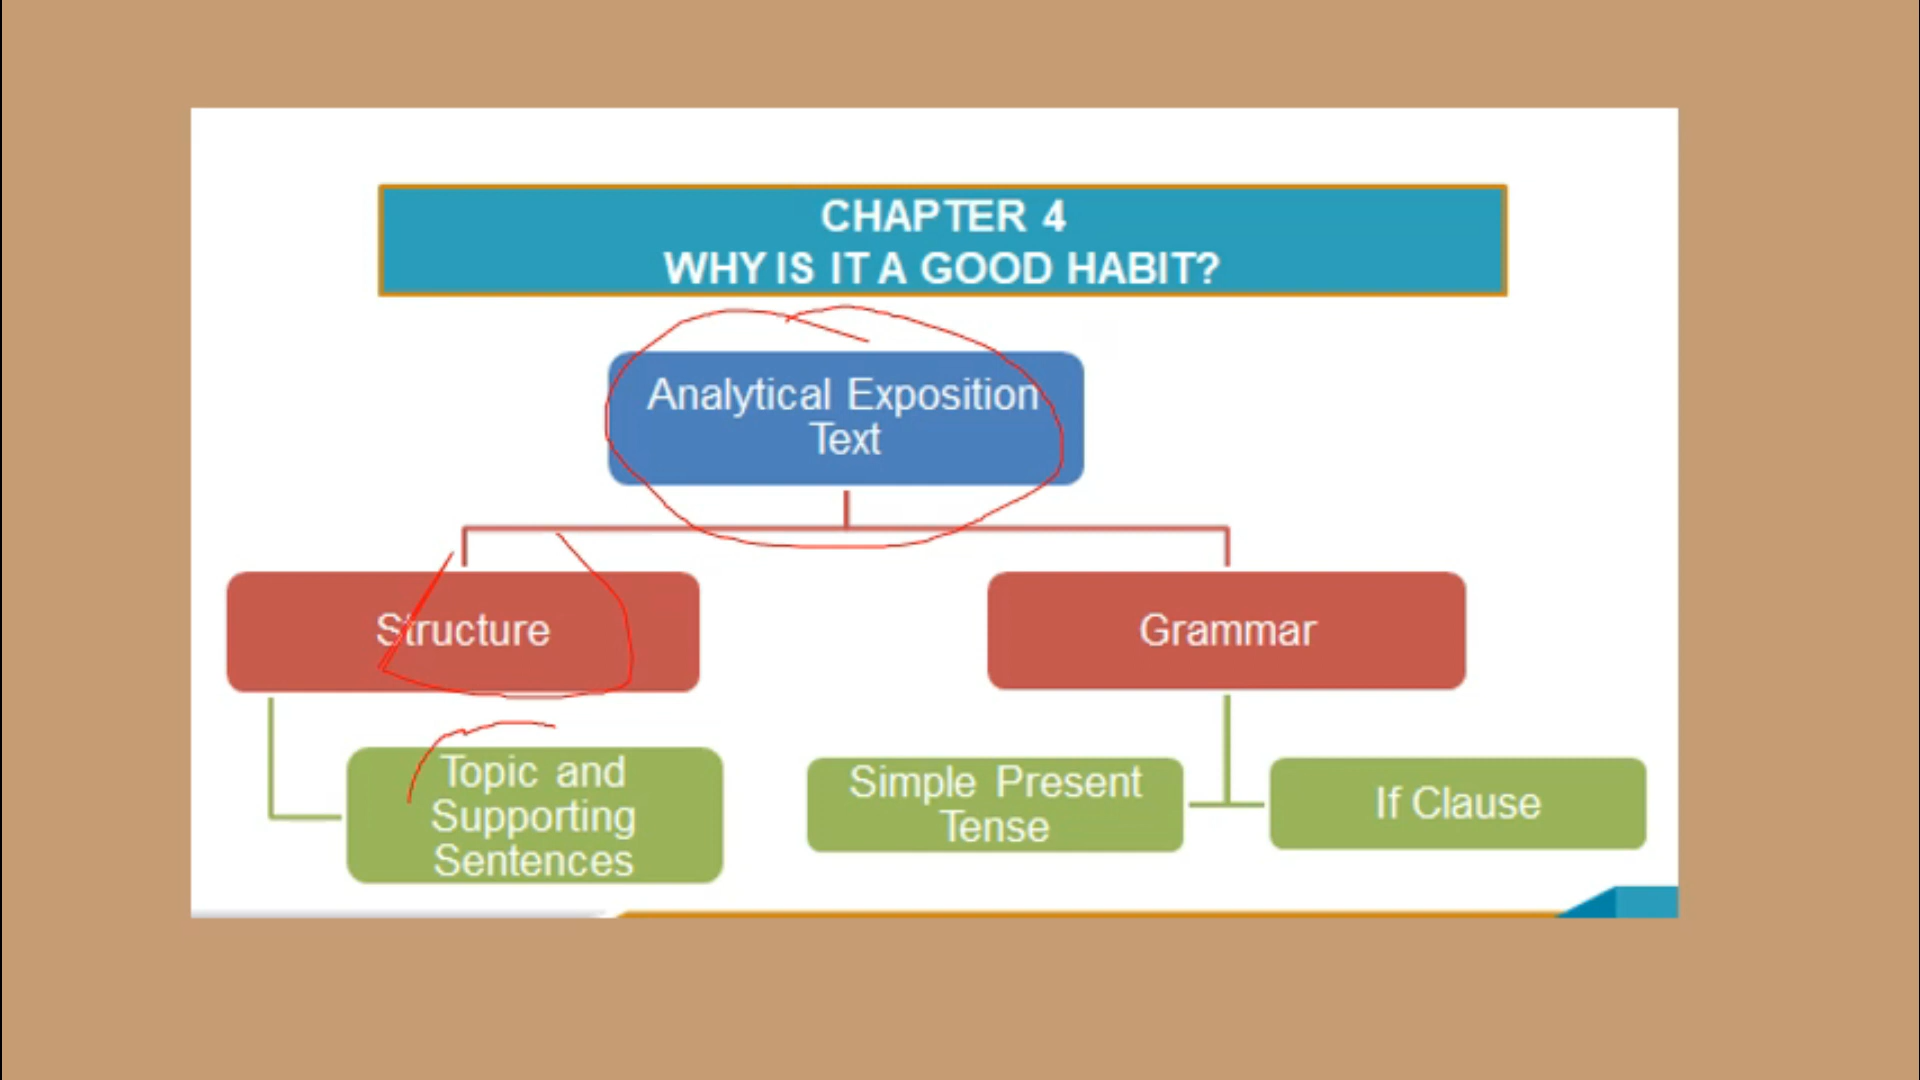 CHAPTER 4
WHY IS IT A GOOD HABIT?
Analytical Exposition
Text
Structure
Grammar
Topic and
Supporting
Sentences
Simple Present
Tense
If Clause